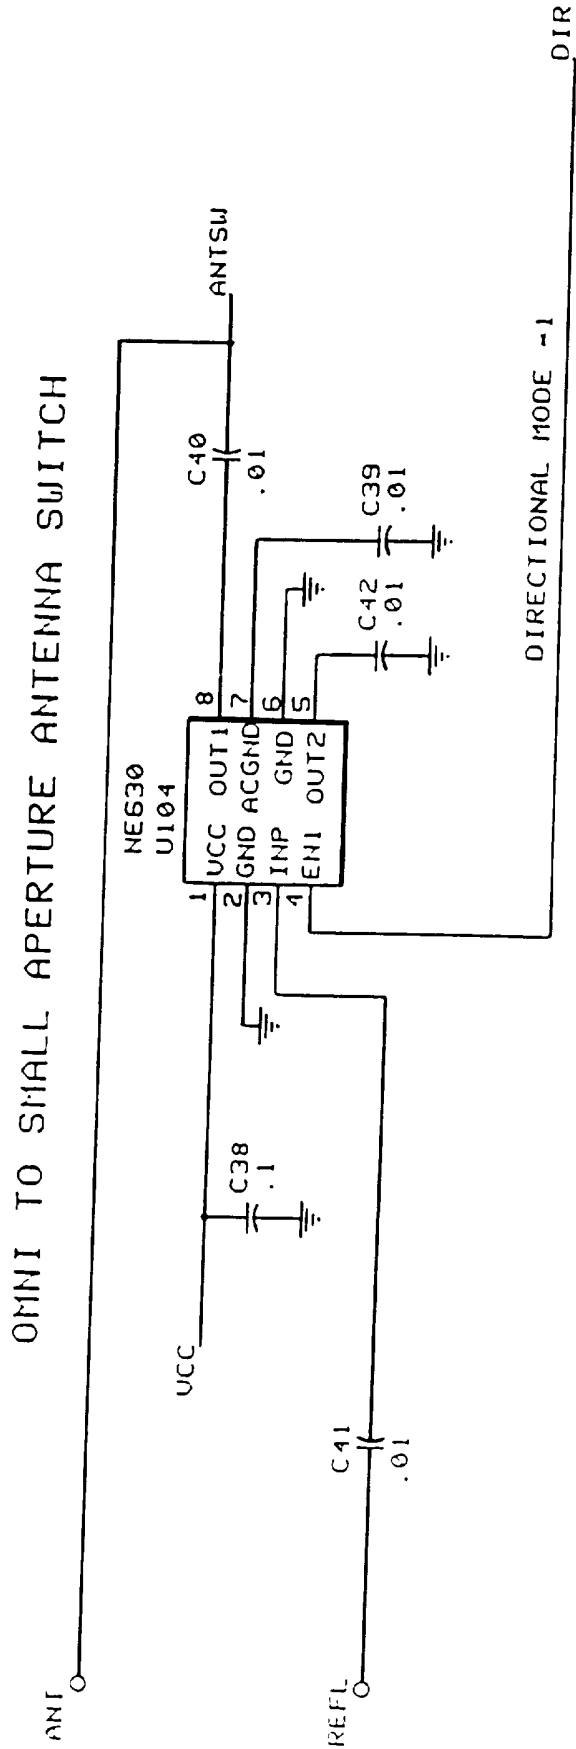 OMNI TO SMALL APERTURE ANTENNA SWITCH
ANT
ANTSW
NE630
U104
VCC
C38
.1
1
2
3
4
VCC OUT1
GND ACGND
INP GND
EN1 OUT2
8
7
6
5
C40
.01
C39
.01
C42
.01
REFL
C41
.01
DIRECTIONAL MODE -1
DIR